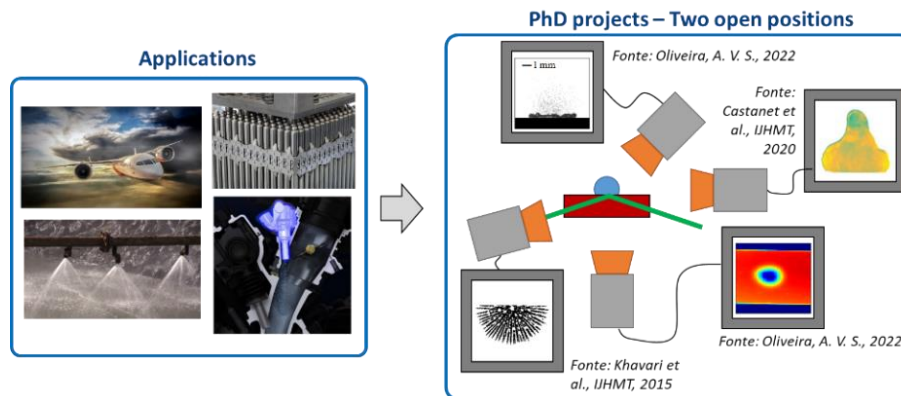 PhD projects – Two open positions
Applications
Fonte: Oliveira, A. V. S., 2022
1 mm
Fonte:
Castanet et
al., IJHMT,
2020
Fonte: Khavari et
al., IJHMT, 2015
Fonte: Oliveira, A. V. S., 2022